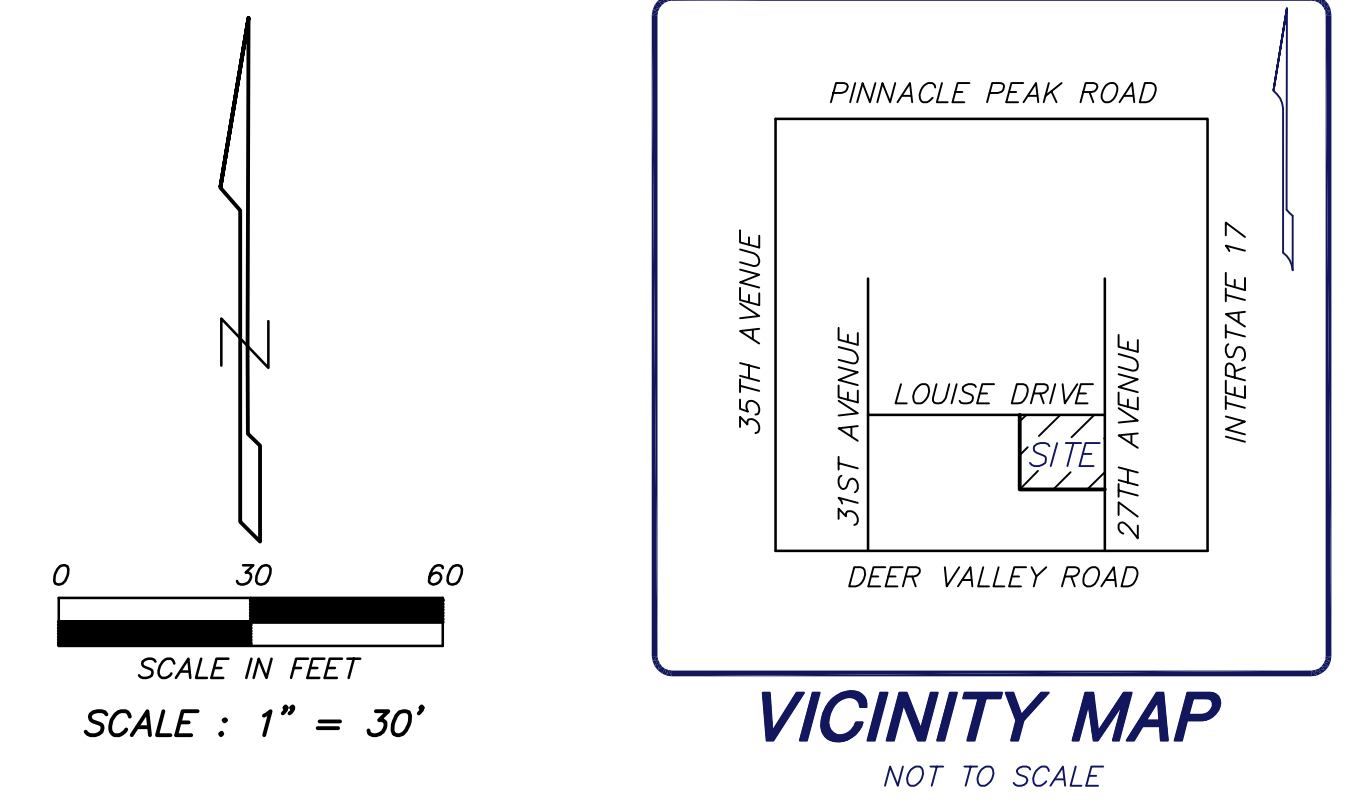 N
0 30 60
SCALE IN FEET
SCALE : 1" = 30'
PINNACLE PEAK ROAD
35TH AVENUE
31ST AVENUE
LOUISE DRIVE
SITE
27TH AVENUE
INTERSTATE 17
DEER VALLEY ROAD
VICINITY MAP
NOT TO SCALE